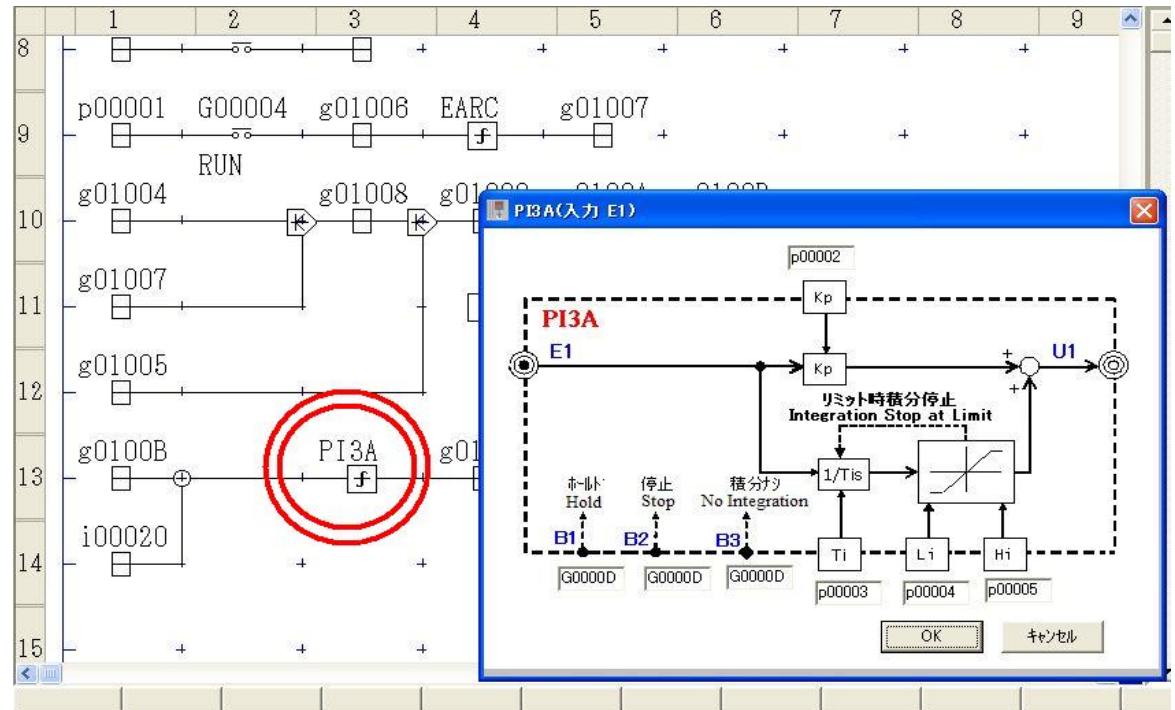 1 2 3 4 5 6 7 8 9
8
p00001 G00004 g01006 EARC g01007
9
RUN
g01004 g01008
10
g01007
11
g01005
12
g0100B PI3A
13
i00020
14
15
PI3A(入力 E1)
p00002
Kp
PI3A
E1
Kp
+
U1
+
リミット時積分停止
Integration Stop at Limit
1/Tis
ホールド 停止 積分ナシ
Hold Stop No Integration
B1 B2 B3
Ti Li Hi
G0000D G0000D G0000D
p00003 p00004 p00005
OK キャンセル